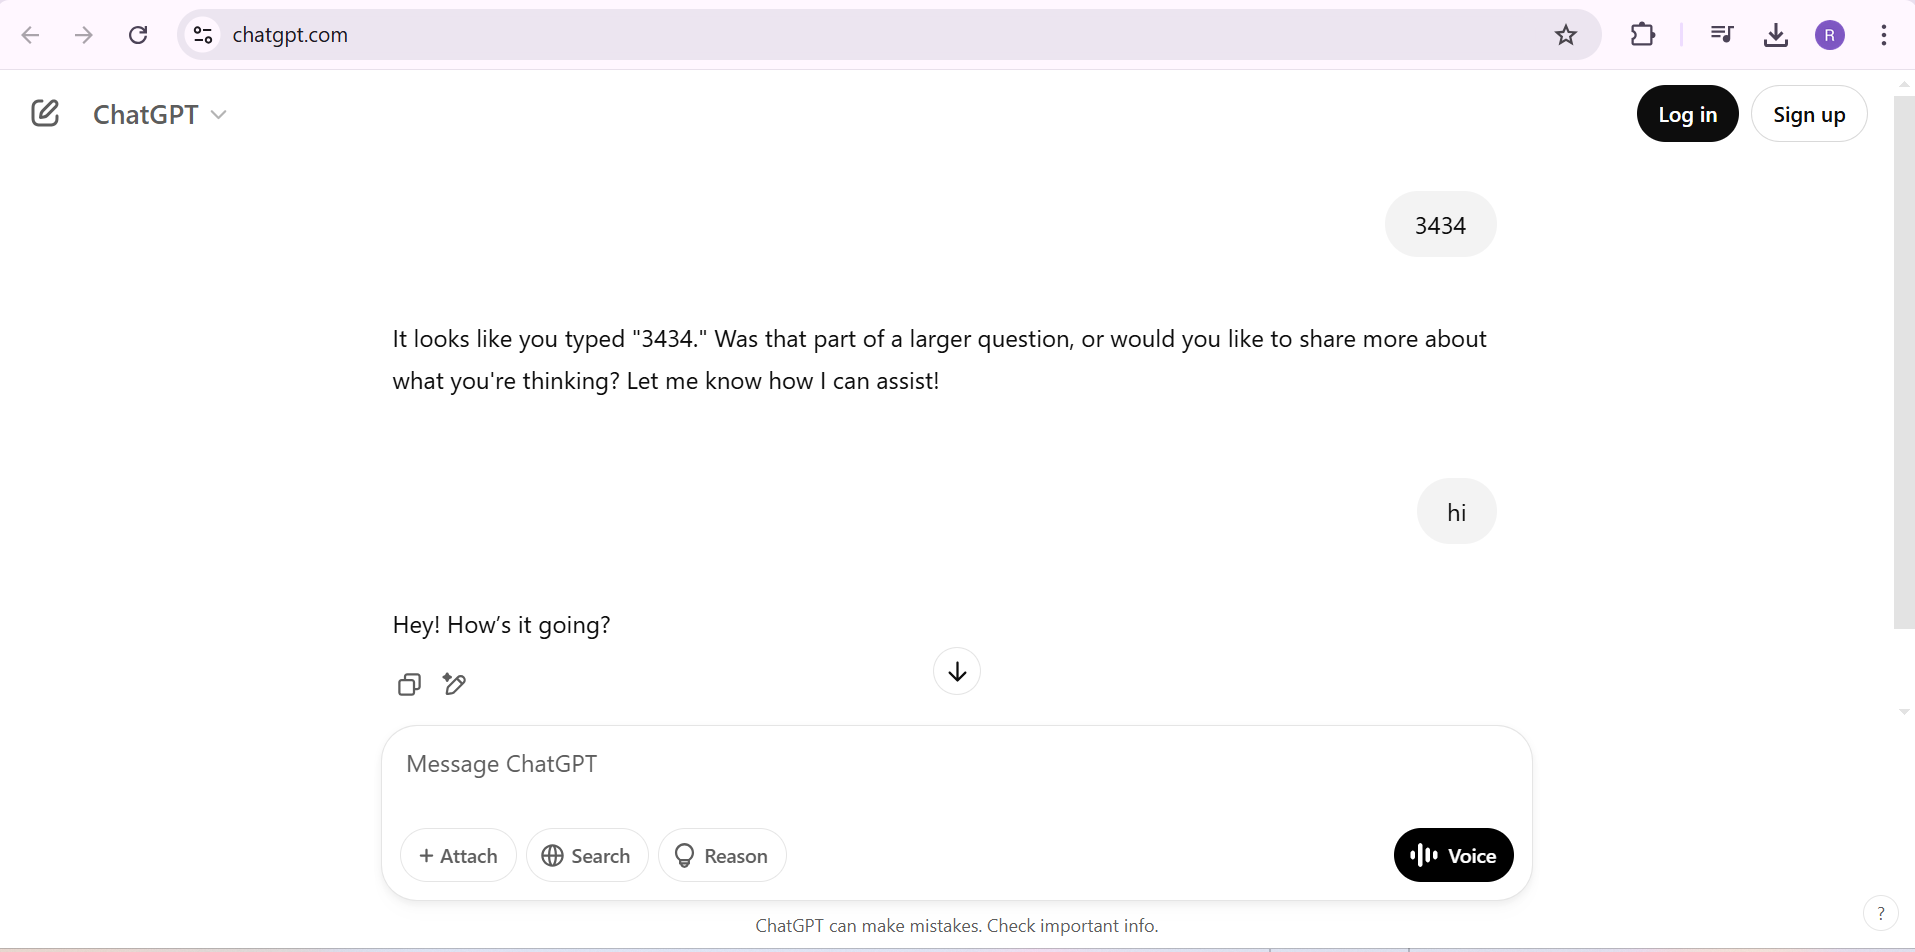 chatgpt.com
R
ChatGPT
Log in
Sign up
3434
It looks like you typed "3434." Was that part of a larger question, or would you like to share more about
what you're thinking? Let me know how I can assist!
hi
Hey! How’s it going?
Message ChatGPT
+ Attach
Search
Reason
Voice
ChatGPT can make mistakes. Check important info.
?